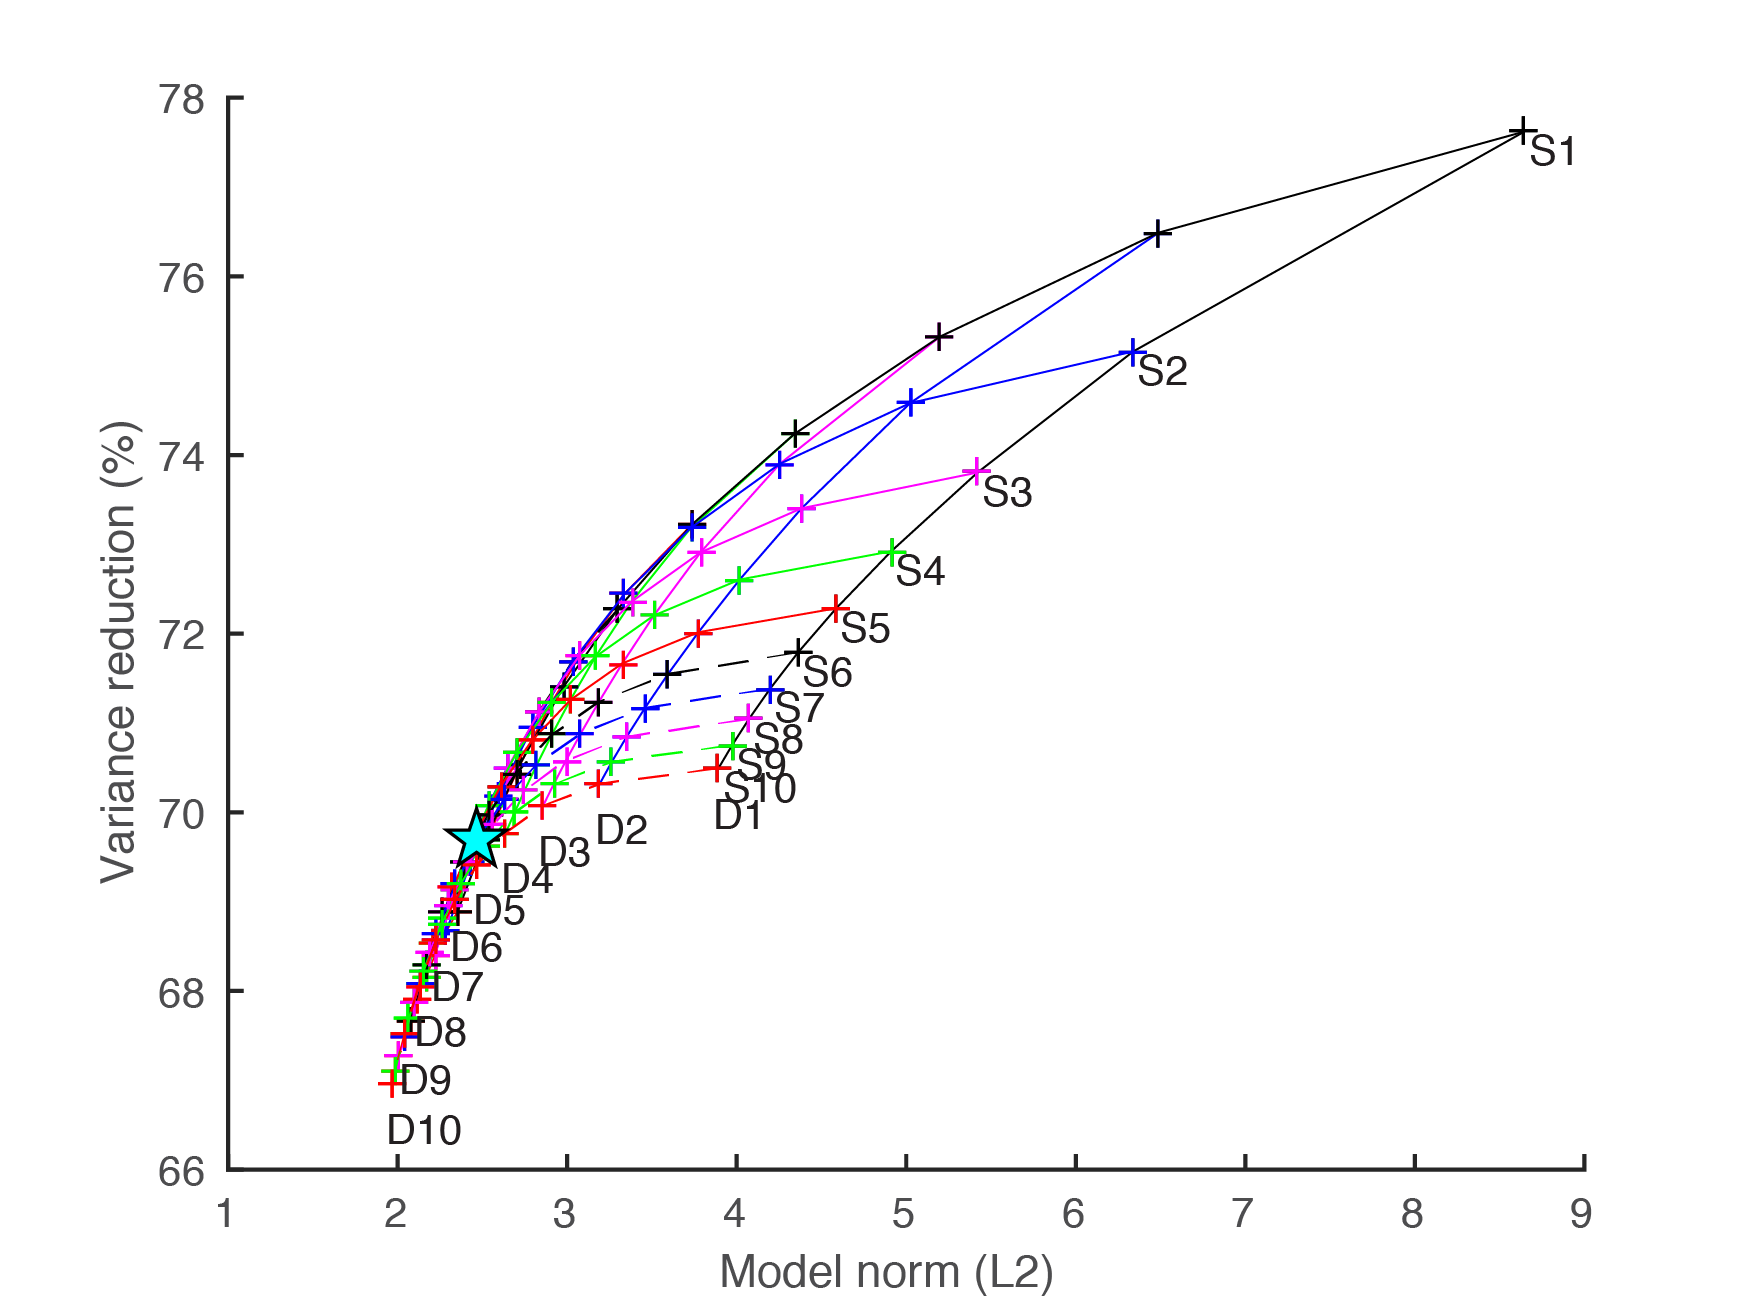 78
76
74
72
70
68
66
Variance reduction (%)
S1
S2
S3
S4
S5
S6
S7
S8
S9
S10
D1
D2
D3
D4
D5
D6
D7
D8
D9
D10
1 2 3 4 5 6 7 8 9
Model norm (L2)